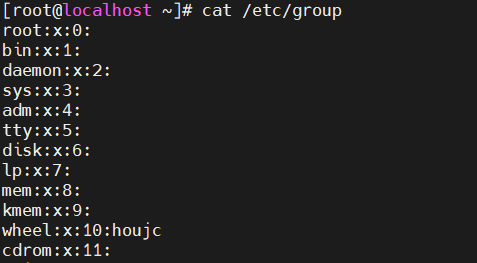 [root@localhost ~]# cat /etc/group
root:x:0:
bin:x:1:
daemon:x:2:
sys:x:3:
adm:x:4:
tty:x:5:
disk:x:6:
lp:x:7:
mem:x:8:
kmem:x:9:
wheel:x:10:houjc
cdrom:x:11: